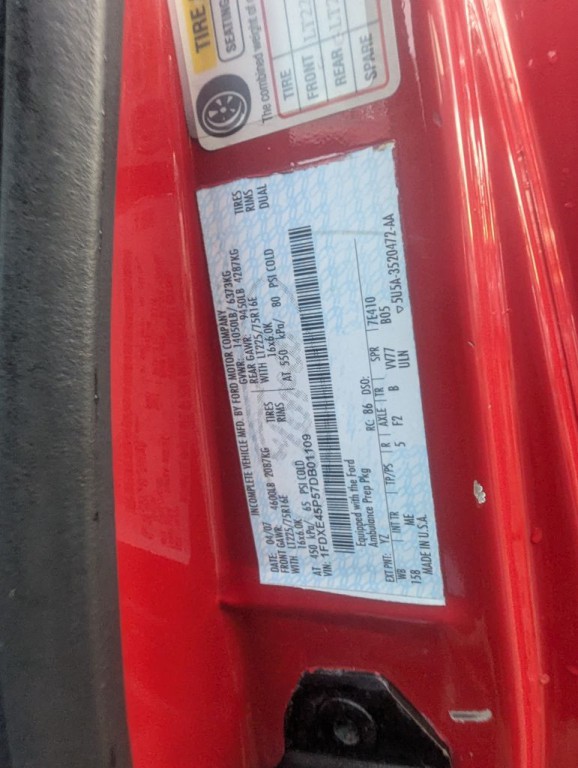 TIRE
SEATING
The combined weight of
TIRE
FRONT
REAR
SPARE
INCOMPLETE VEHICLE MFD. BY FORD MOTOR COMPANY
DATE: 04/07 GVWR: 14050LB/ 6373KG
FRONT GAWR: 4600LB 2087KG REAR GAWR: 9450LB 4287KG
WITH LT225/75R16E TIRES WITH LT225/75R16E TIRES
16x6.0K RIMS 16x6.0K RIMS
AT 450 kPa/ 65 PSI COLD AT 550 kPa/ 80 PSI COLD DUAL
VIN: 1FDXE45P57DB01109
Equipped with the Ford
Ambulance Prep Pkg
EXT PNT: YZ RC: B6 DSO:
WB INT TR TP/PS R AXLE TR SPR 7E410
158 ME 5 F2 B VV77 B05
MADE IN U.S.A. ULN ▽5U5A-3520472-AA